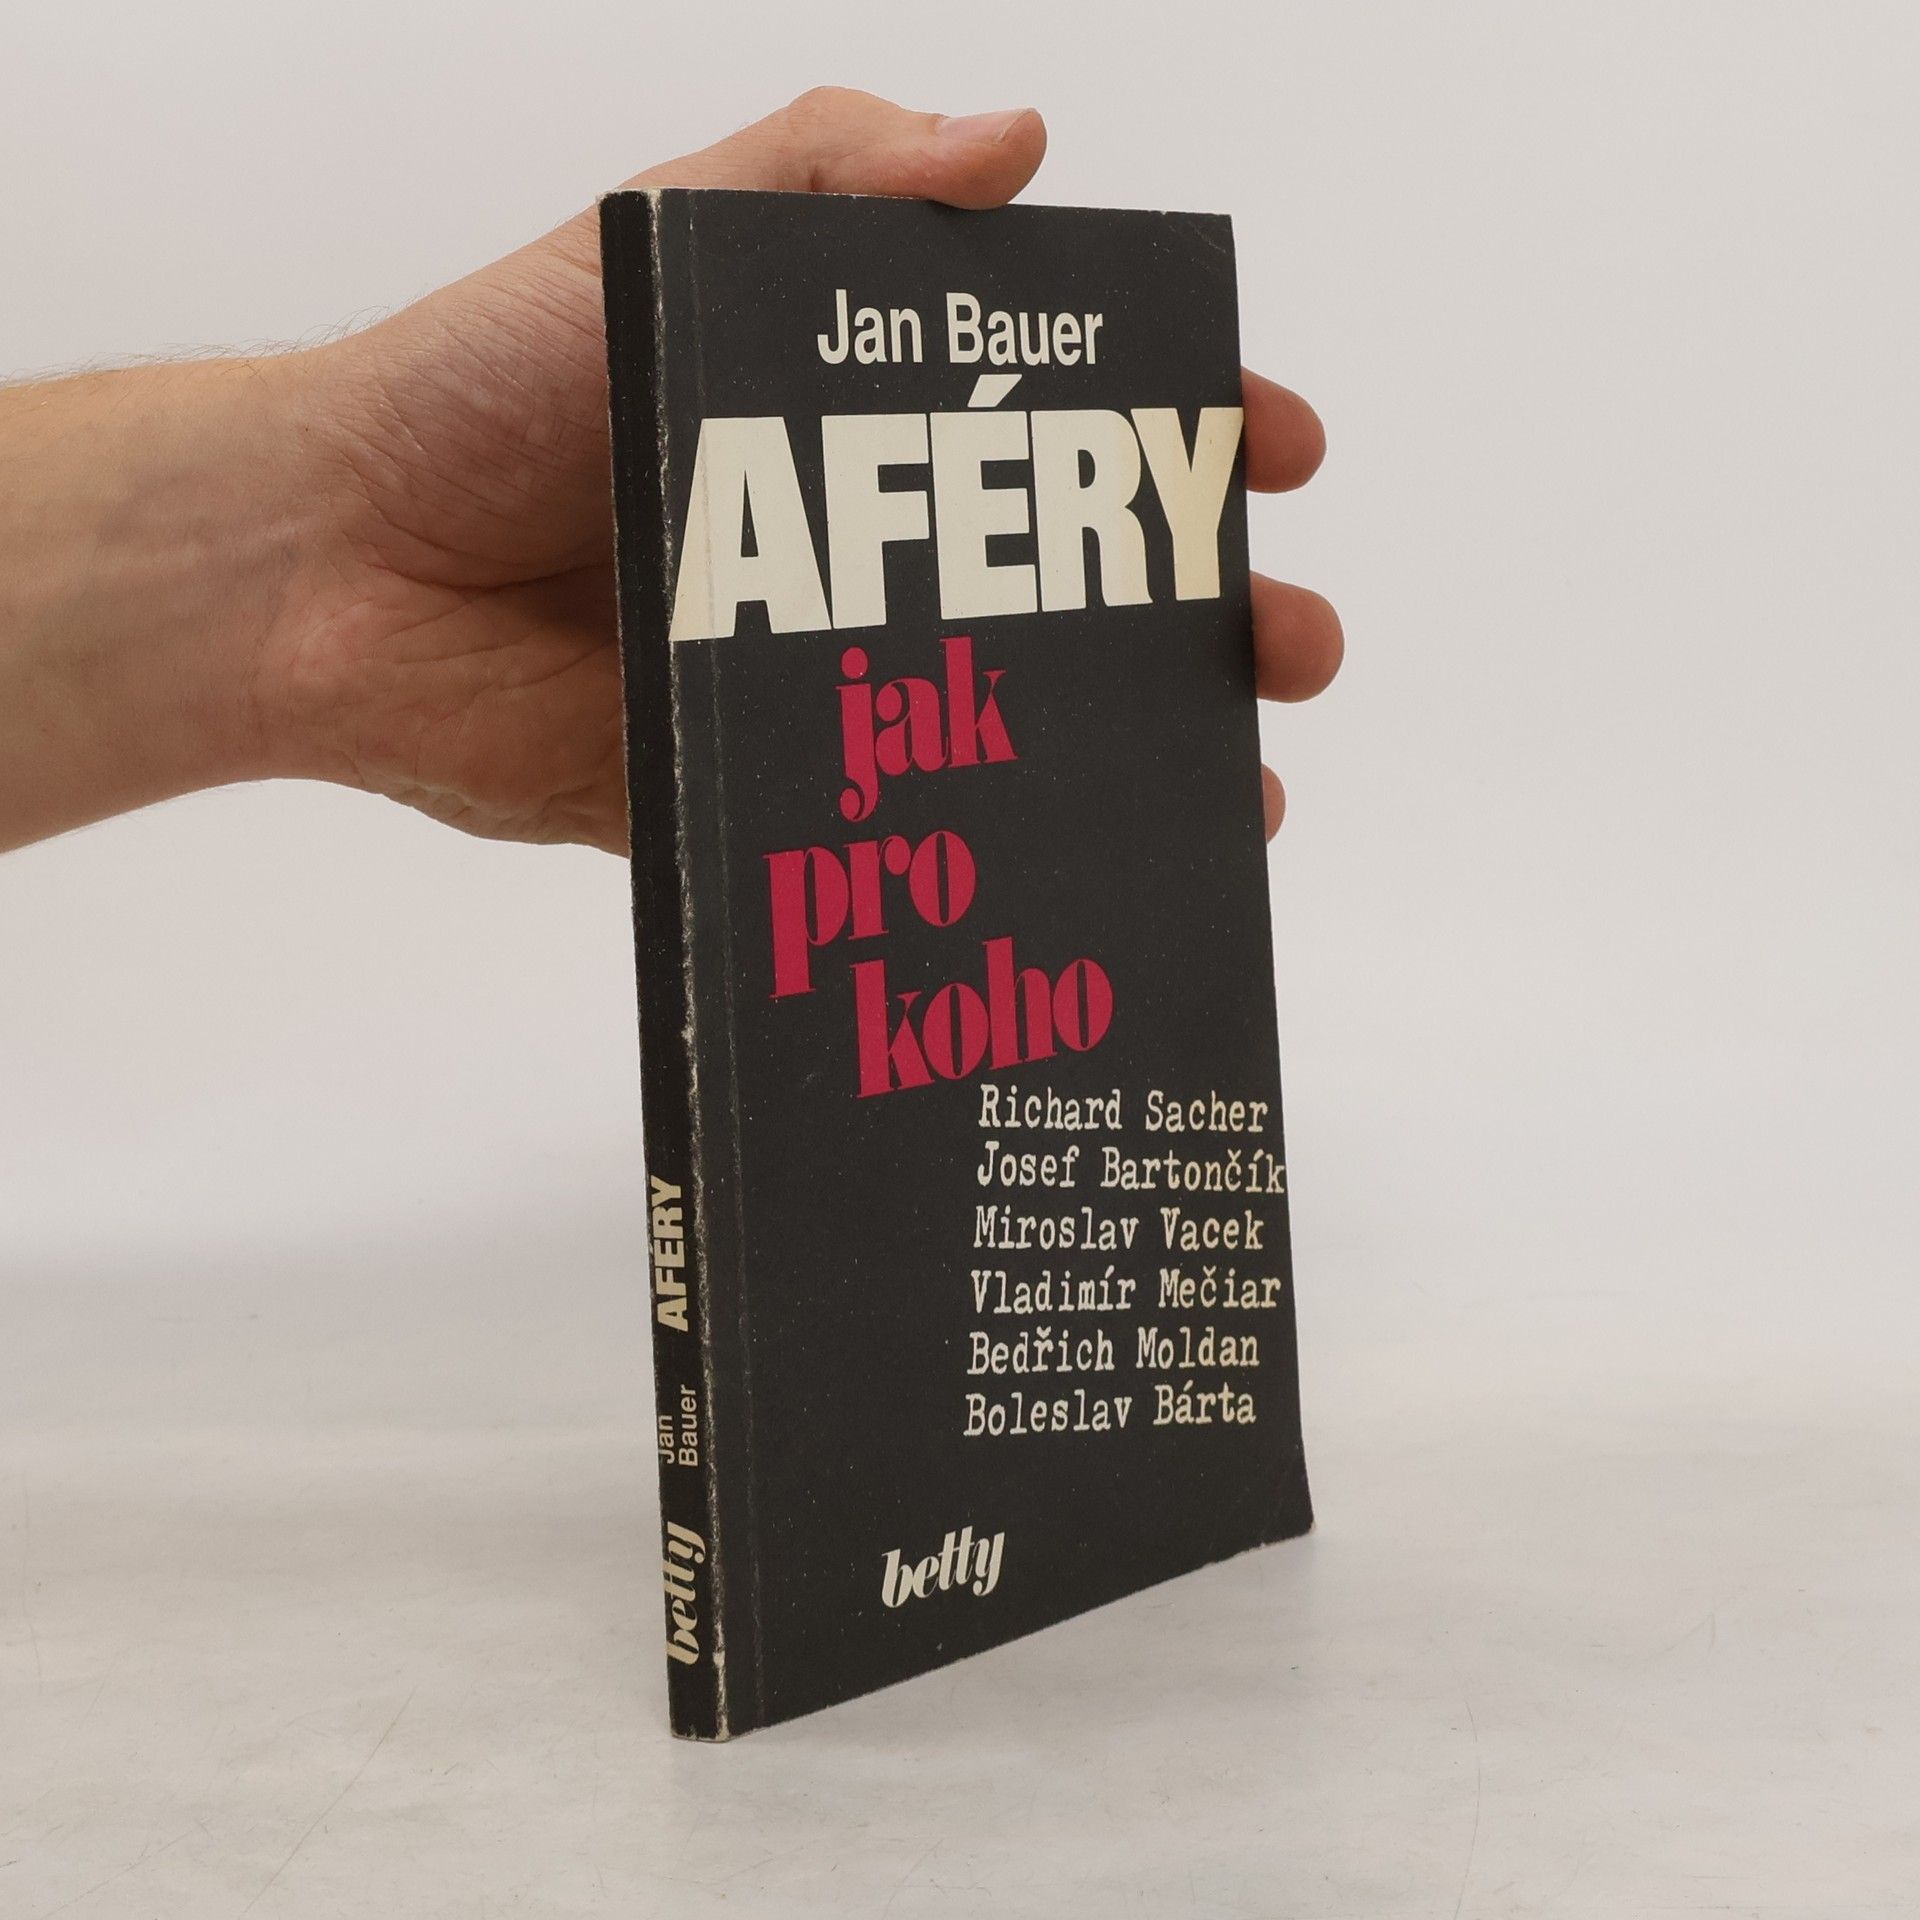 Jan Bauer
AFÉRY
jak
pro
koho
Richard Sacher
Josef Bartončík
Miroslav Vacek
Vladimír Mečiar
Bedřich Moldan
Boleslav Bárta
betty
betty
Jan
Bauer
AFÉRY